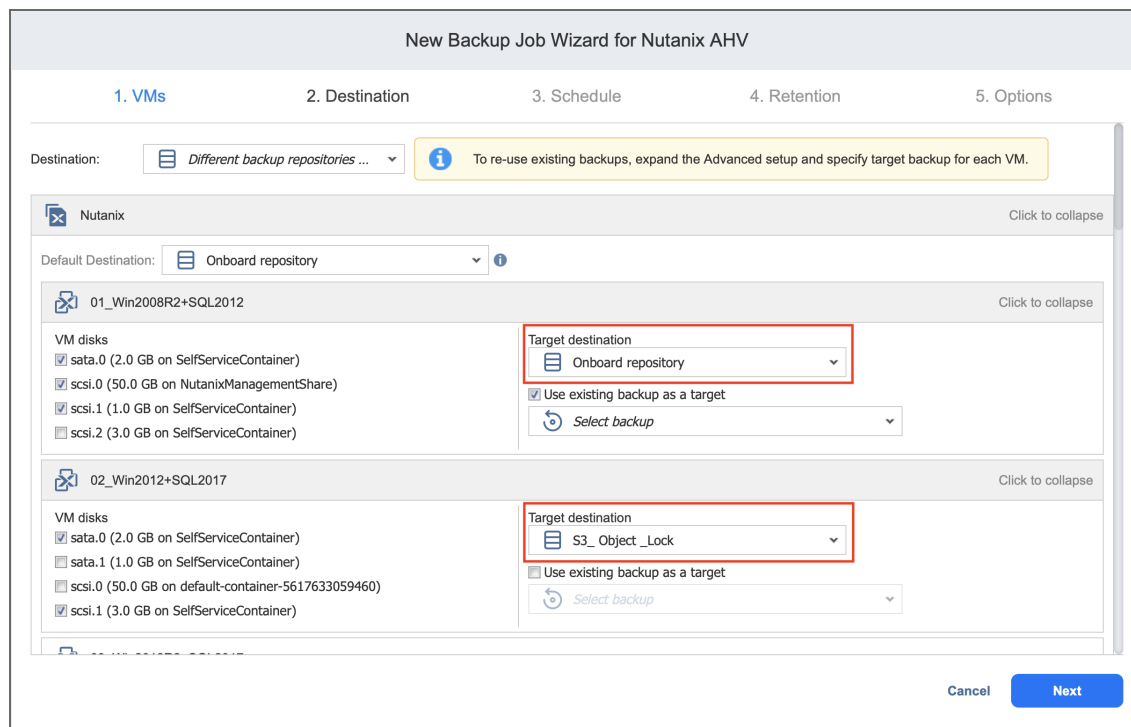 New Backup Job Wizard for Nutanix AHV
1. VMs
2. Destination
3. Schedule
4. Retention
5. Options
Destination:
Different backup repositories ...
To re-use existing backups, expand the Advanced setup and specify target backup for each VM.
Nutanix
Click to collapse
Default Destination:
Onboard repository
01_Win2008R2+SQL2012
Click to collapse
VM disks
sata.0 (2.0 GB on SelfServiceContainer)
scsi.0 (50.0 GB on NutanixManagementShare)
scsi.1 (1.0 GB on SelfServiceContainer)
scsi.2 (3.0 GB on SelfServiceContainer)
Target destination
Onboard repository
Use existing backup as a target
Select backup
02_Win2012+SQL2017
Click to collapse
VM disks
sata.0 (2.0 GB on SelfServiceContainer)
sata.1 (1.0 GB on SelfServiceContainer)
scsi.0 (50.0 GB on default-container-5617633059460)
scsi.1 (3.0 GB on SelfServiceContainer)
Target destination
S3_ Object _Lock
Use existing backup as a target
Select backup
Cancel
Next